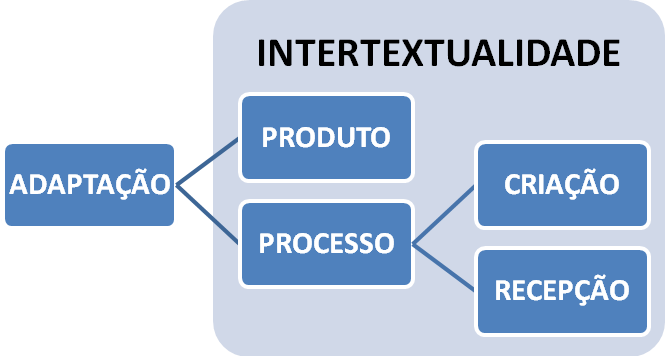 INTERTEXTUALIDADE
ADAPTAÇÃO
PRODUTO
PROCESSO
CRIAÇÃO
RECEPÇÃO